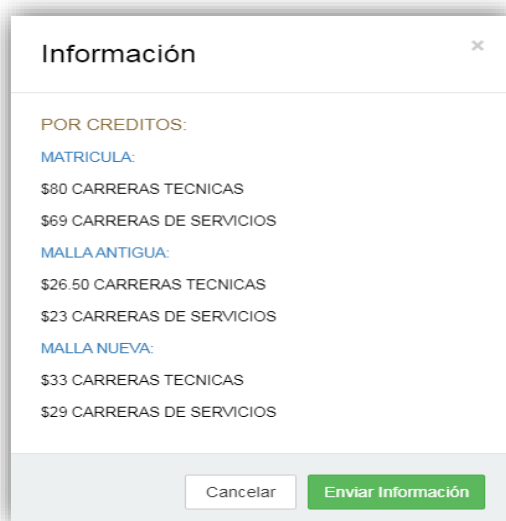 Información
×
POR CREDITOS:
MATRICULA:
$80 CARRERAS TECNICAS
$69 CARRERAS DE SERVICIOS
MALLA ANTIGUA:
$26.50 CARRERAS TECNICAS
$23 CARRERAS DE SERVICIOS
MALLA NUEVA:
$33 CARRERAS TECNICAS
$29 CARRERAS DE SERVICIOS
Cancelar
Enviar Información